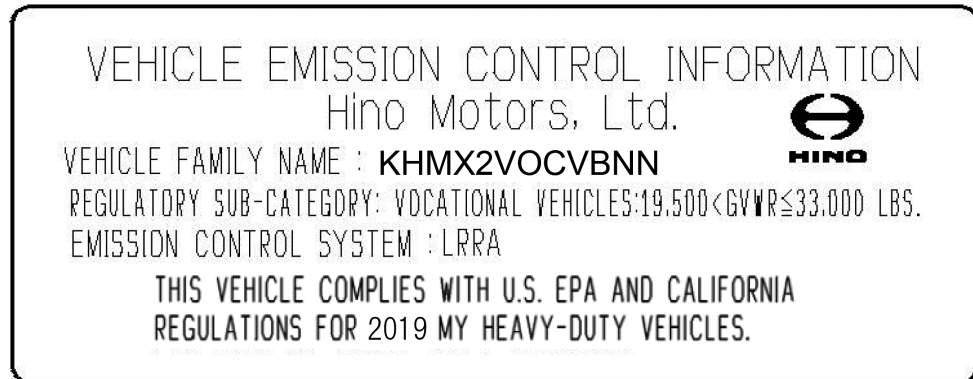 VEHICLE EMISSION CONTROL INFORMATION
Hino Motors, Ltd.
HINO
VEHICLE FAMILY NAME : KHMX2VOCVBNN
REGULATORY SUB-CATEGORY: VOCATIONAL VEHICLES:19,500<GVWR≦33,000 LBS.
EMISSION CONTROL SYSTEM : LRRA
THIS VEHICLE COMPLIES WITH U.S. EPA AND CALIFORNIA
REGULATIONS FOR 2019 MY HEAVY-DUTY VEHICLES.